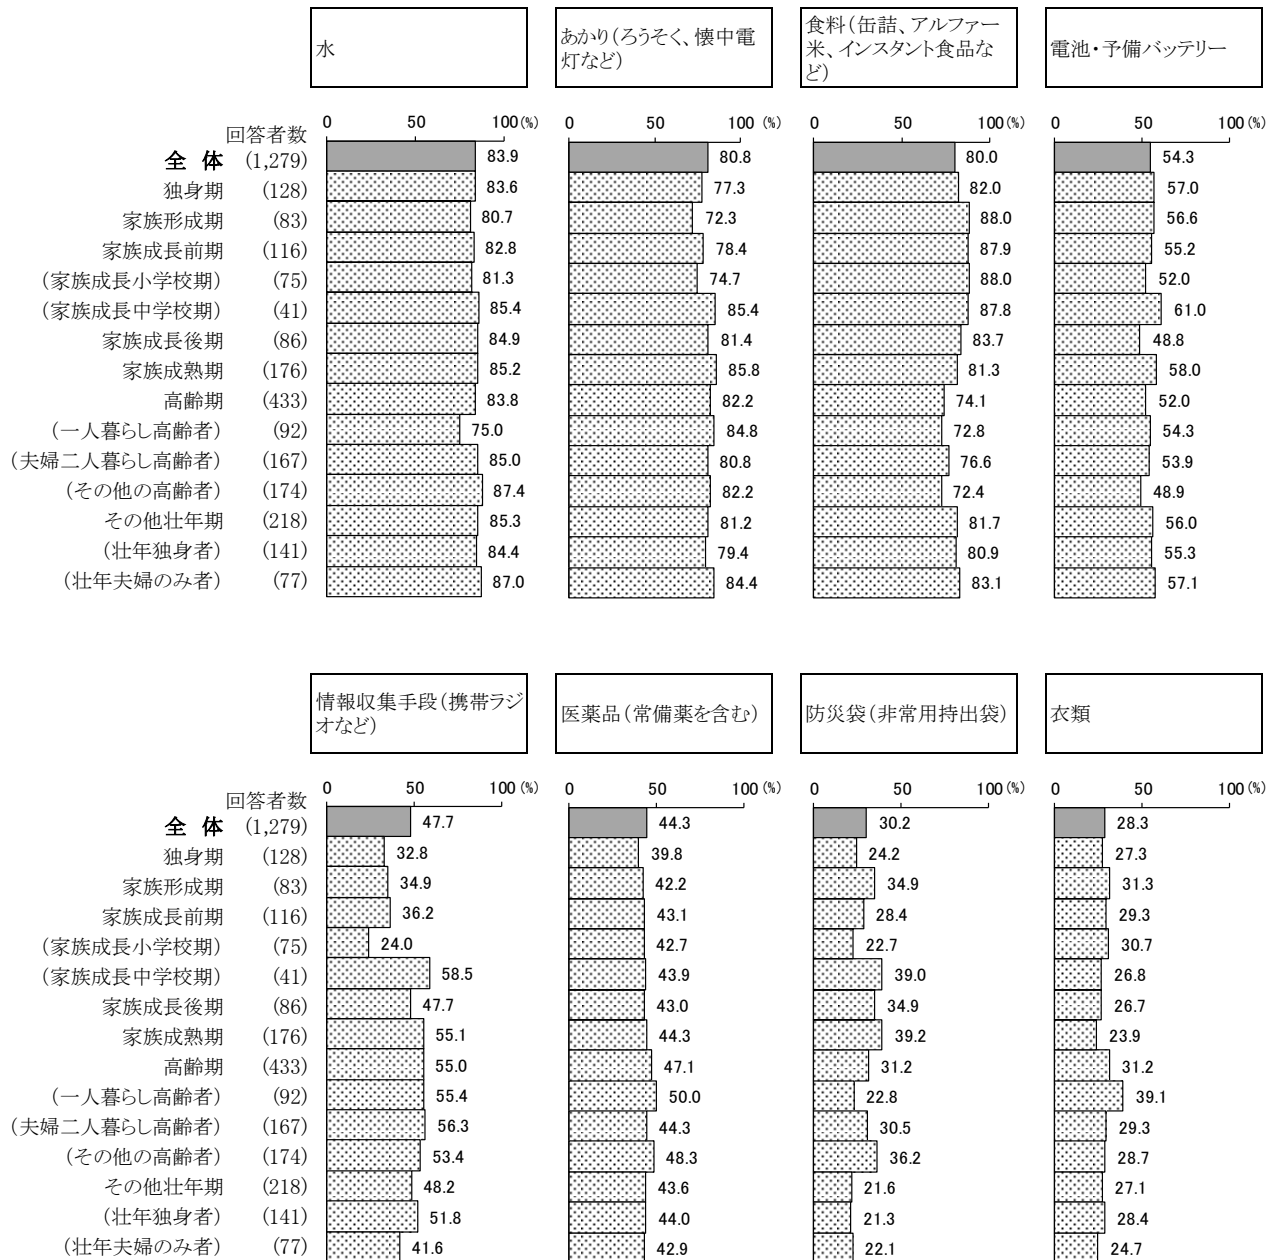 水
あかり（ろうそく、懐中電
灯など）
食料（缶詰、アルファー
米、インスタント食品な
ど）
電池・予備バッテリー
回答者数
0 50 100 (%) 0 50 100 (%) 0 50 100 (%) 0 50 100 (%)
全 体 (1,279) 83.9 80.8 80.0 54.3
独身期 (128) 83.6 77.3 82.0 57.0
家族形成期 (83) 80.7 72.3 88.0 56.6
家族成長前期 (116) 82.8 78.4 87.9 55.2
（家族成長小学校期） (75) 81.3 74.7 88.0 52.0
（家族成長中学校期） (41) 85.4 85.4 87.8 61.0
家族成長後期 (86) 84.9 81.4 83.7 48.8
家族成熟期 (176) 85.2 85.8 81.3 58.0
高齢期 (433) 83.8 82.2 74.1 52.0
（一人暮らし高齢者） (92) 75.0 84.8 72.8 54.3
（夫婦二人暮らし高齢者） (167) 85.0 80.8 76.6 53.9
（その他の高齢者） (174) 87.4 82.2 72.4 48.9
その他壮年期 (218) 85.3 81.2 81.7 56.0
（壮年独身者） (141) 84.4 79.4 80.9 55.3
（壮年夫婦のみ者） (77) 87.0 84.4 83.1 57.1
情報収集手段（携帯ラジ
オなど）
医薬品（常備薬を含む）
防災袋（非常用持出袋）
衣類
回答者数
0 50 100 (%) 0 50 100 (%) 0 50 100 (%) 0 50 100 (%)
全 体 (1,279) 47.7 44.3 30.2 28.3
独身期 (128) 32.8 39.8 24.2 27.3
家族形成期 (83) 34.9 42.2 34.9 31.3
家族成長前期 (116) 36.2 43.1 28.4 29.3
（家族成長小学校期） (75) 24.0 42.7 22.7 30.7
（家族成長中学校期） (41) 58.5 43.9 39.0 26.8
家族成長後期 (86) 47.7 43.0 34.9 26.7
家族成熟期 (176) 55.1 44.3 39.2 23.9
高齢期 (433) 55.0 47.1 31.2 31.2
（一人暮らし高齢者） (92) 55.4 50.0 22.8 39.1
（夫婦二人暮らし高齢者） (167) 56.3 44.3 30.5 29.3
（その他の高齢者） (174) 53.4 48.3 36.2 28.7
その他壮年期 (218) 48.2 43.6 21.6 27.1
（壮年独身者） (141) 51.8 44.0 21.3 28.4
（壮年夫婦のみ者） (77) 41.6 42.9 22.1 24.7